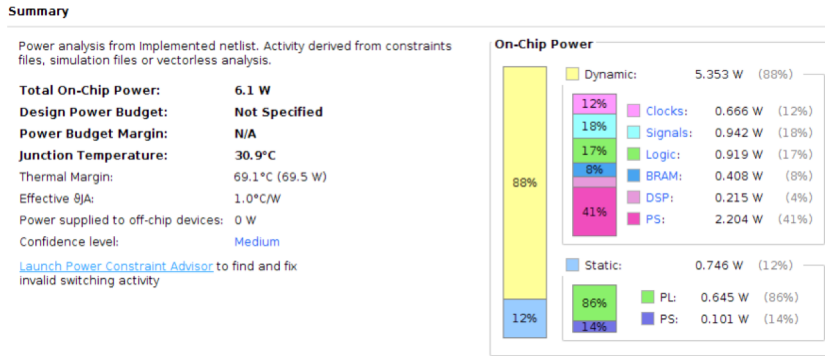 Summary
Power analysis from Implemented netlist. Activity derived from constraints
files, simulation files or vectorless analysis.
Total On-Chip Power: 6.1 W
Design Power Budget: Not Specified
Power Budget Margin: N/A
Junction Temperature: 30.9°C
Thermal Margin: 69.1°C (69.5 W)
Effective ϑJA: 1.0°C/W
Power supplied to off-chip devices: 0 W
Confidence level: Medium
Launch Power Constraint Advisor to find and fix
invalid switching activity
On-Chip Power
88%
12%
Dynamic: 5.353 W (88%)
12%
18%
17%
8%
41%
Clocks: 0.666 W (12%)
Signals: 0.942 W (18%)
Logic: 0.919 W (17%)
BRAM: 0.408 W (8%)
DSP: 0.215 W (4%)
PS: 2.204 W (41%)
Static: 0.746 W (12%)
86%
14%
PL: 0.645 W (86%)
PS: 0.101 W (14%)